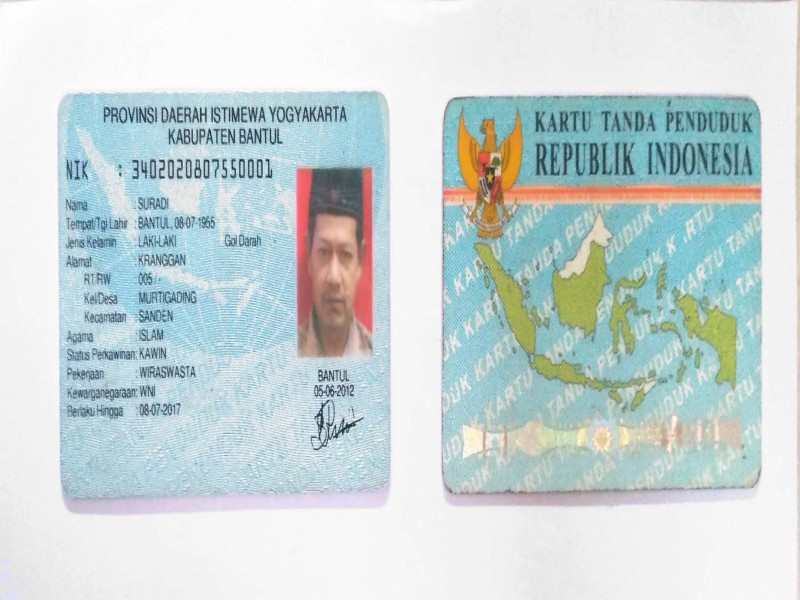 PROVINSI DAERAH ISTIMEWA YOGYAKARTA
KABUPATEN BANTUL
NIK : 3402020807550001
Nama : SURADI
Tempat/Tgl Lahir : BANTUL, 08-07-1955
Jenis Kelamin : LAKI-LAKI Gol Darah
Alamat : KRANGGAN
RT/RW : 005
Kel/Desa : MURTIGADING
Kecamatan : SANDEN
Agama : ISLAM
Status Perkawinan: KAWIN
Pekerjaan : WIRASWASTA
Kewarganegaraan: WNI
Berlaku Hingga : 08-07-2017
BANTUL
05-06-2012
KARTU TANDA PENDUDUK
REPUBLIK INDONESIA